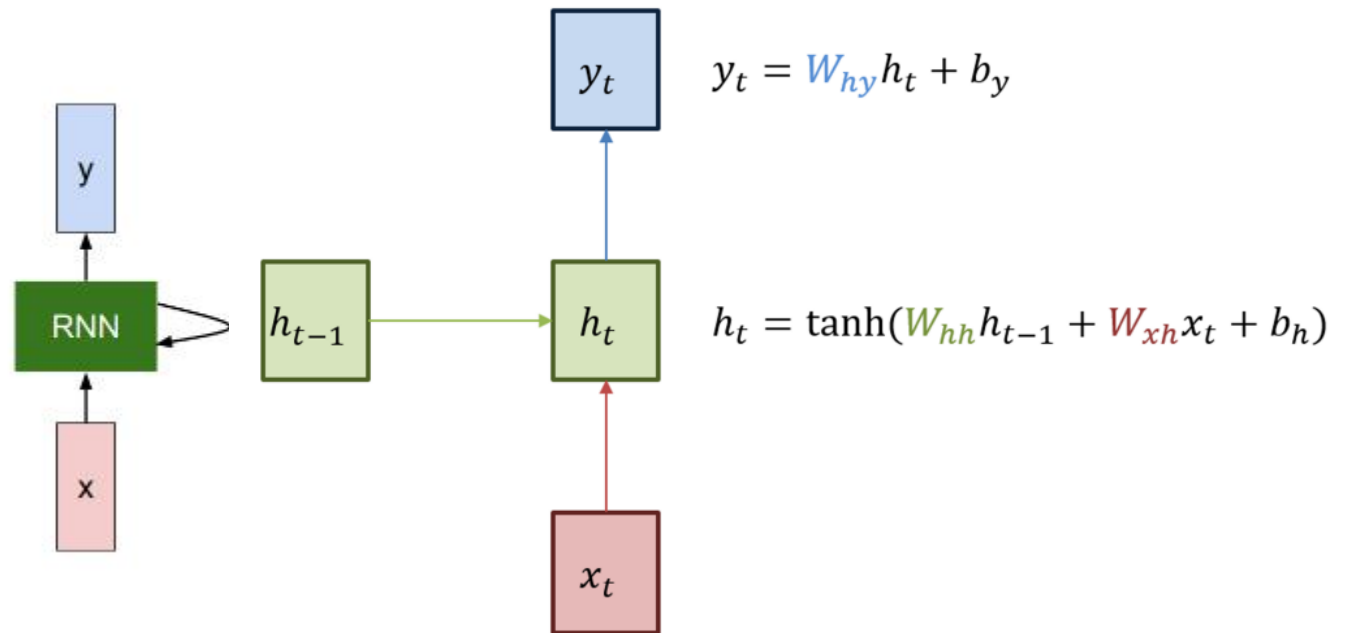 y
RNN
x
y_t
y_t = W_{hy}h_t + b_y
h_{t-1}
h_t
h_t = tanh(W_{hh}h_{t-1} + W_{xh}x_t + b_h)
x_t